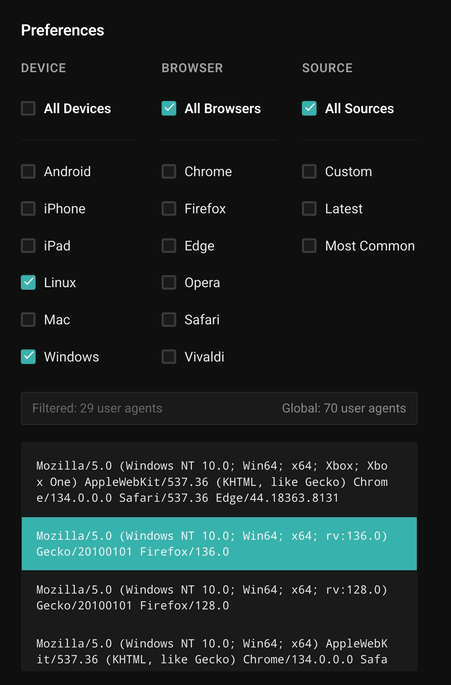 Preferences
DEVICE BROWSER SOURCE
All Devices All Browsers All Sources
Android Chrome Custom
iPhone Firefox Latest
iPad Edge Most Common
Linux Opera
Mac Safari
Windows Vivaldi
Filtered: 29 user agents Global: 70 user agents
Mozilla/5.0 (Windows NT 10.0; Win64; x64; Xbox; Xbo
x One) AppleWebKit/537.36 (KHTML, like Gecko) Chrom
e/134.0.0.0 Safari/537.36 Edge/44.18363.8131
Mozilla/5.0 (Windows NT 10.0; Win64; x64; rv:136.0)
Gecko/20100101 Firefox/136.0
Mozilla/5.0 (Windows NT 10.0; Win64; x64; rv:128.0)
Gecko/20100101 Firefox/128.0
Mozilla/5.0 (Windows NT 10.0; Win64; x64) AppleWebK
it/537.36 (KHTML, like Gecko) Chrome/134.0.0.0 Safa